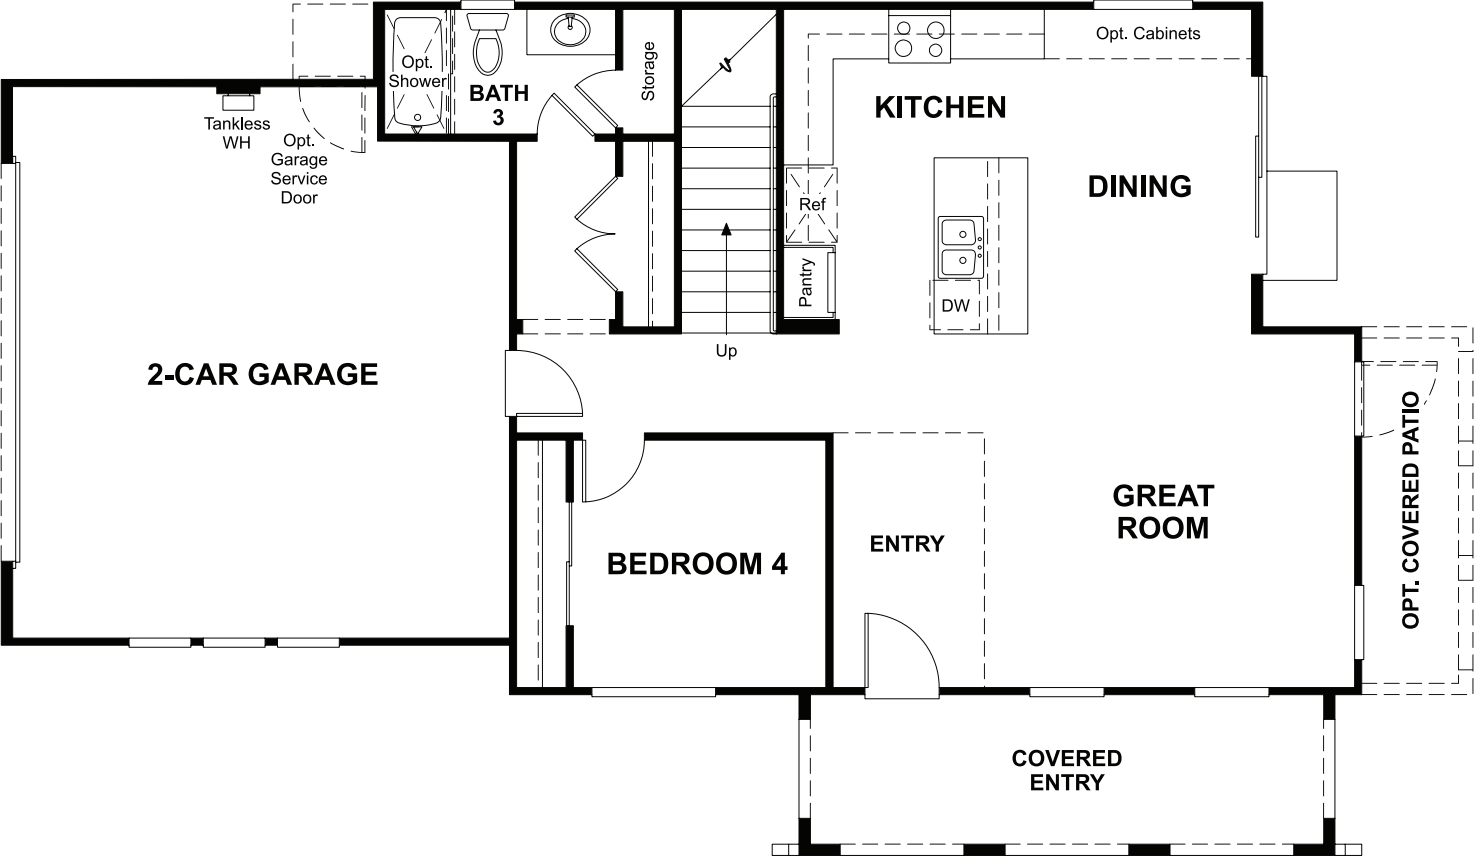 Opt.
Shower
BATH
3
Storage
Opt. Cabinets
KITCHEN
Tankless
WH
Opt.
Garage
Service
Door
Ref
DINING
Pantry
DW
Up
2-CAR GARAGE
OPT. COVERED PATIO
GREAT
ROOM
ENTRY
BEDROOM 4
COVERED
ENTRY